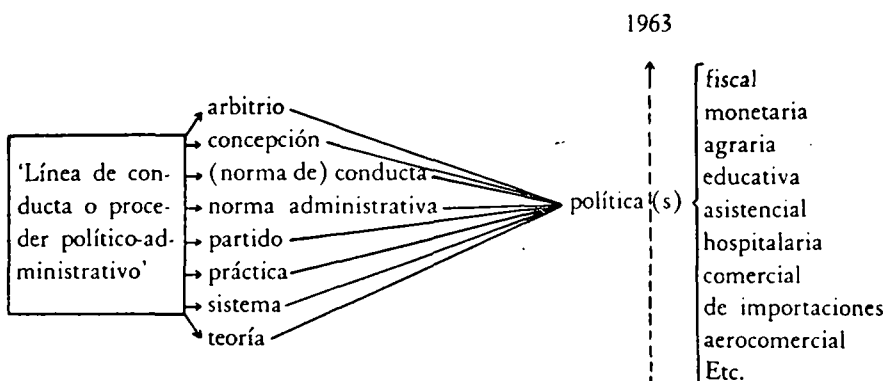 1963
'Línea de con-
ducta o proce-
der político-ad-
ministrativo'
arbitrio
concepción
(norma de) conducta
norma administrativa
partido
práctica
sistema
teoría
política (s)
fiscal
monetaria
agraria
educativa
asistencial
hospitalaria
comercial
de importaciones
aerocomercial
Etc.